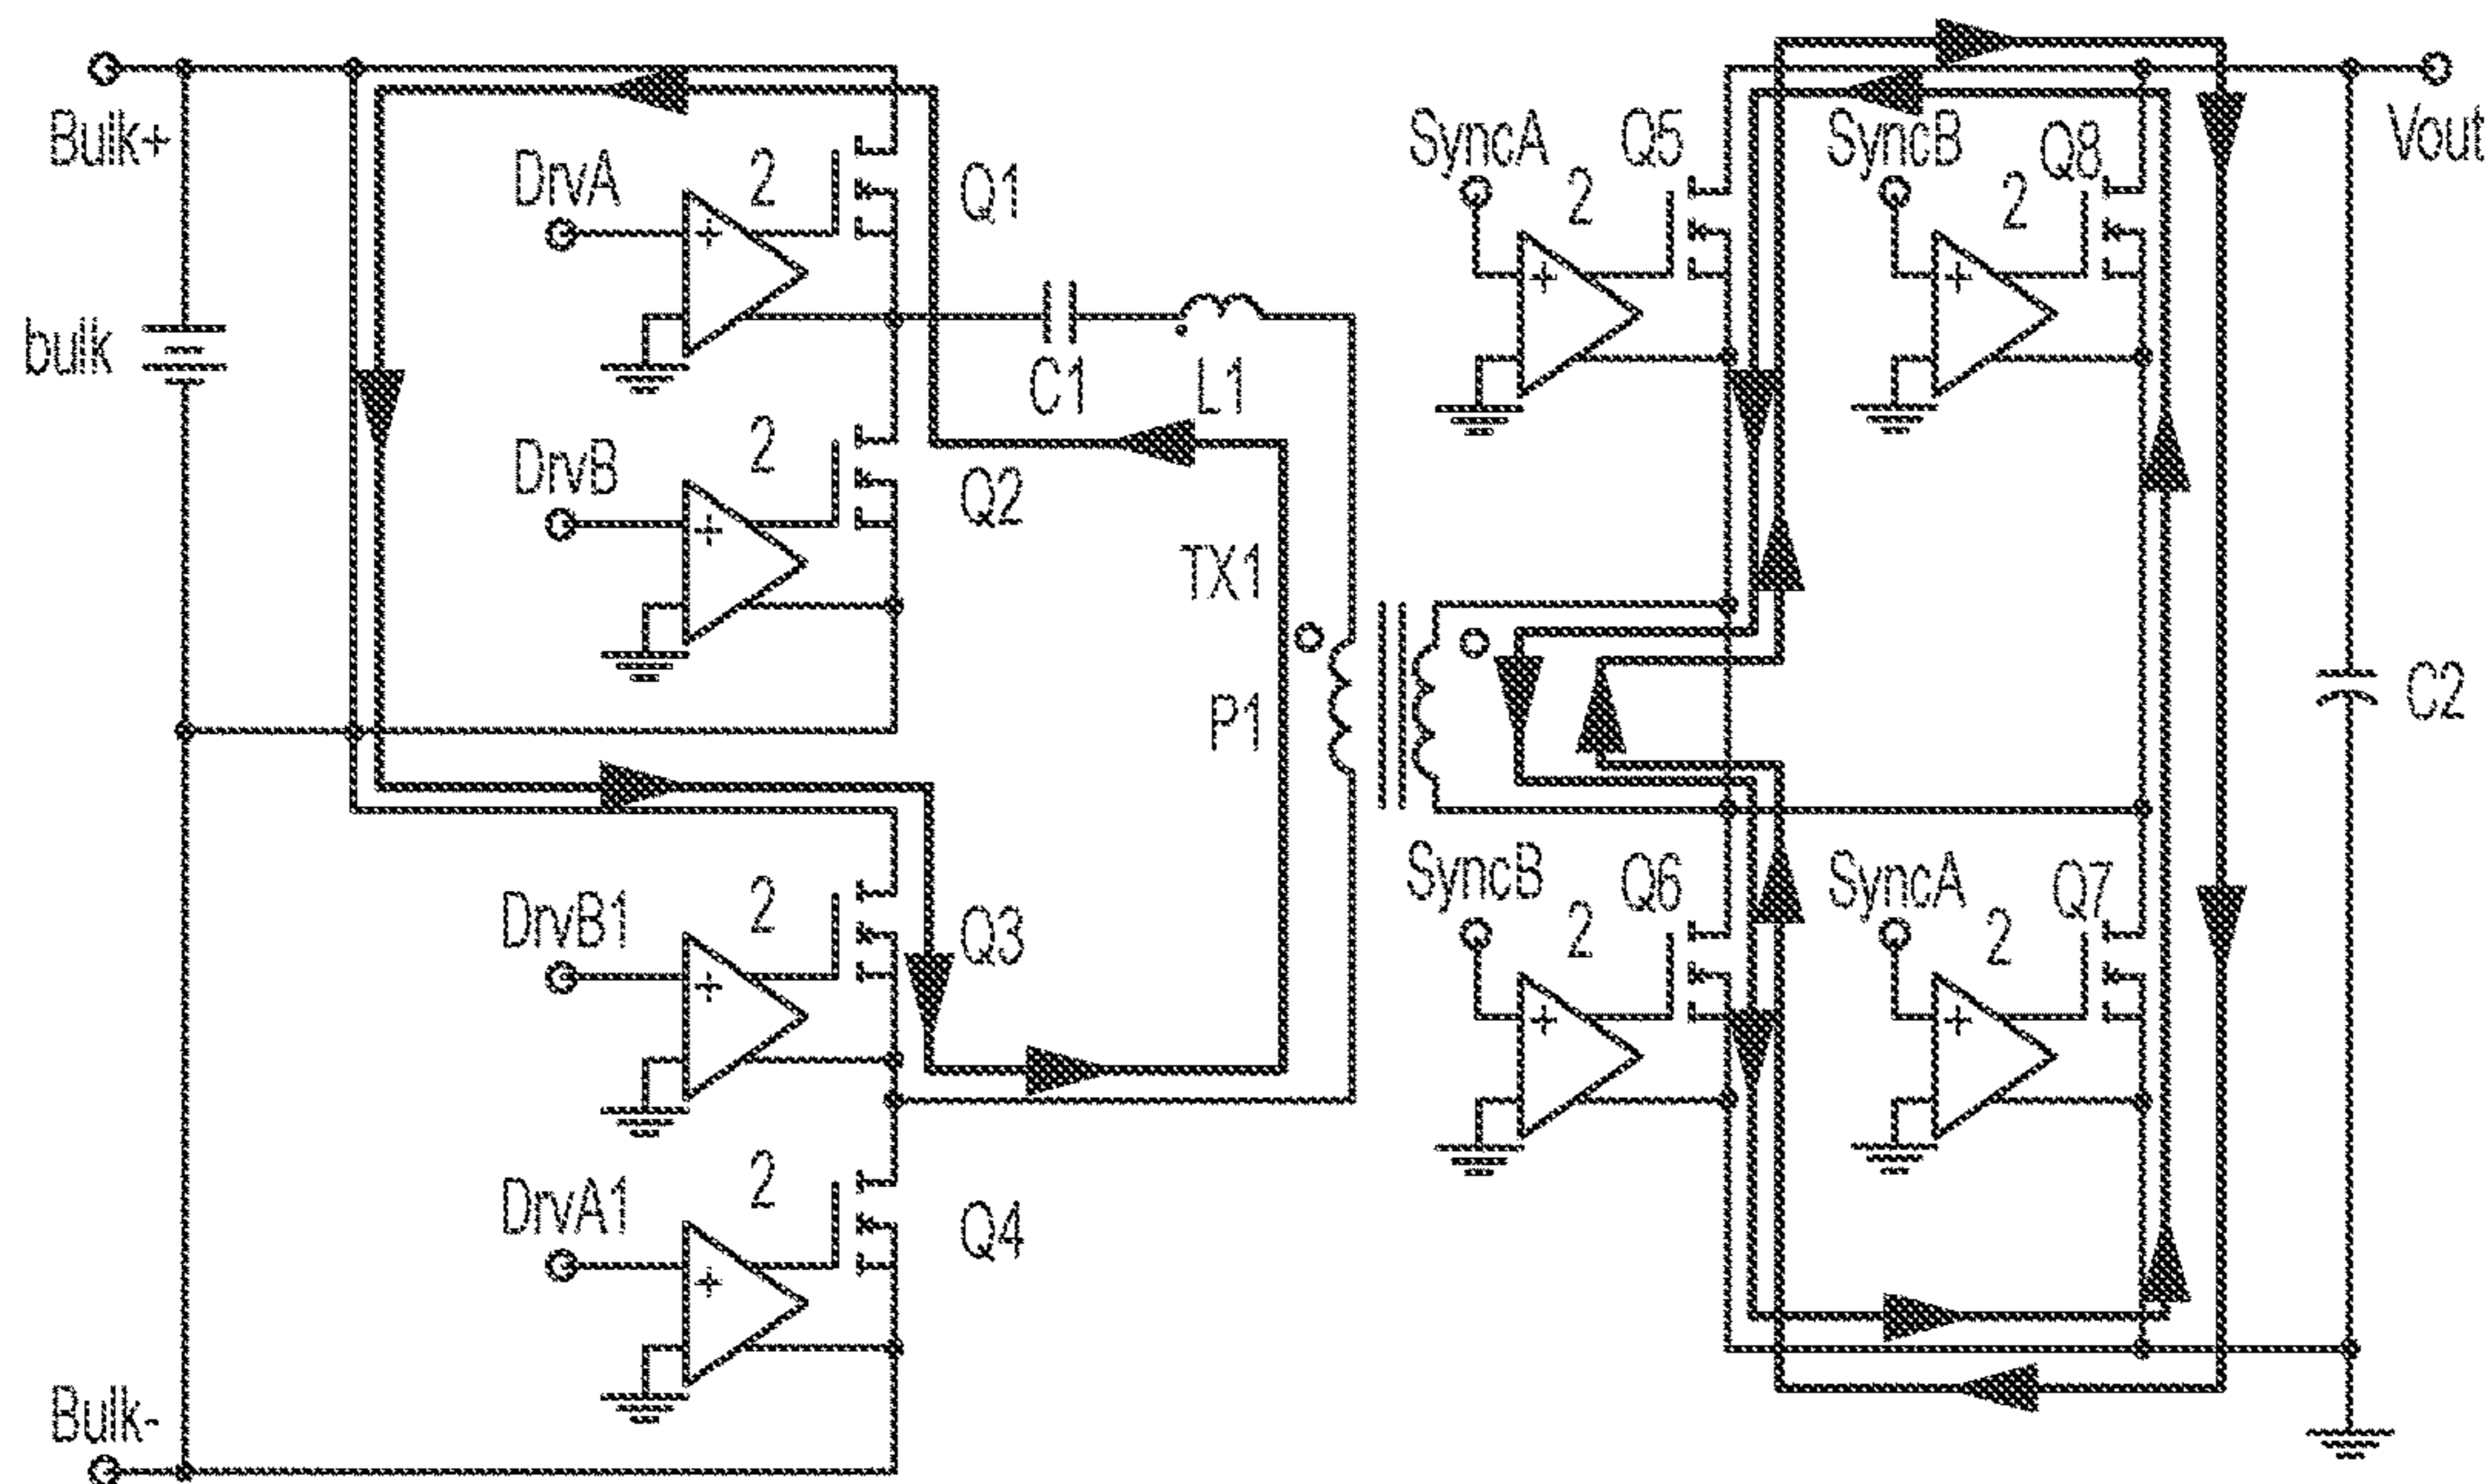 Bulk+
DrvA
2
Q1
SyncA
2
Q5
SyncB
2
Q8
Vout
bulk
C1
L1
DrvB
2
Q2
TX1
P1
C2
DrvB1
2
Q3
SyncB
2
Q6
SyncA
2
Q7
DrvA1
2
Q4
Bulk-